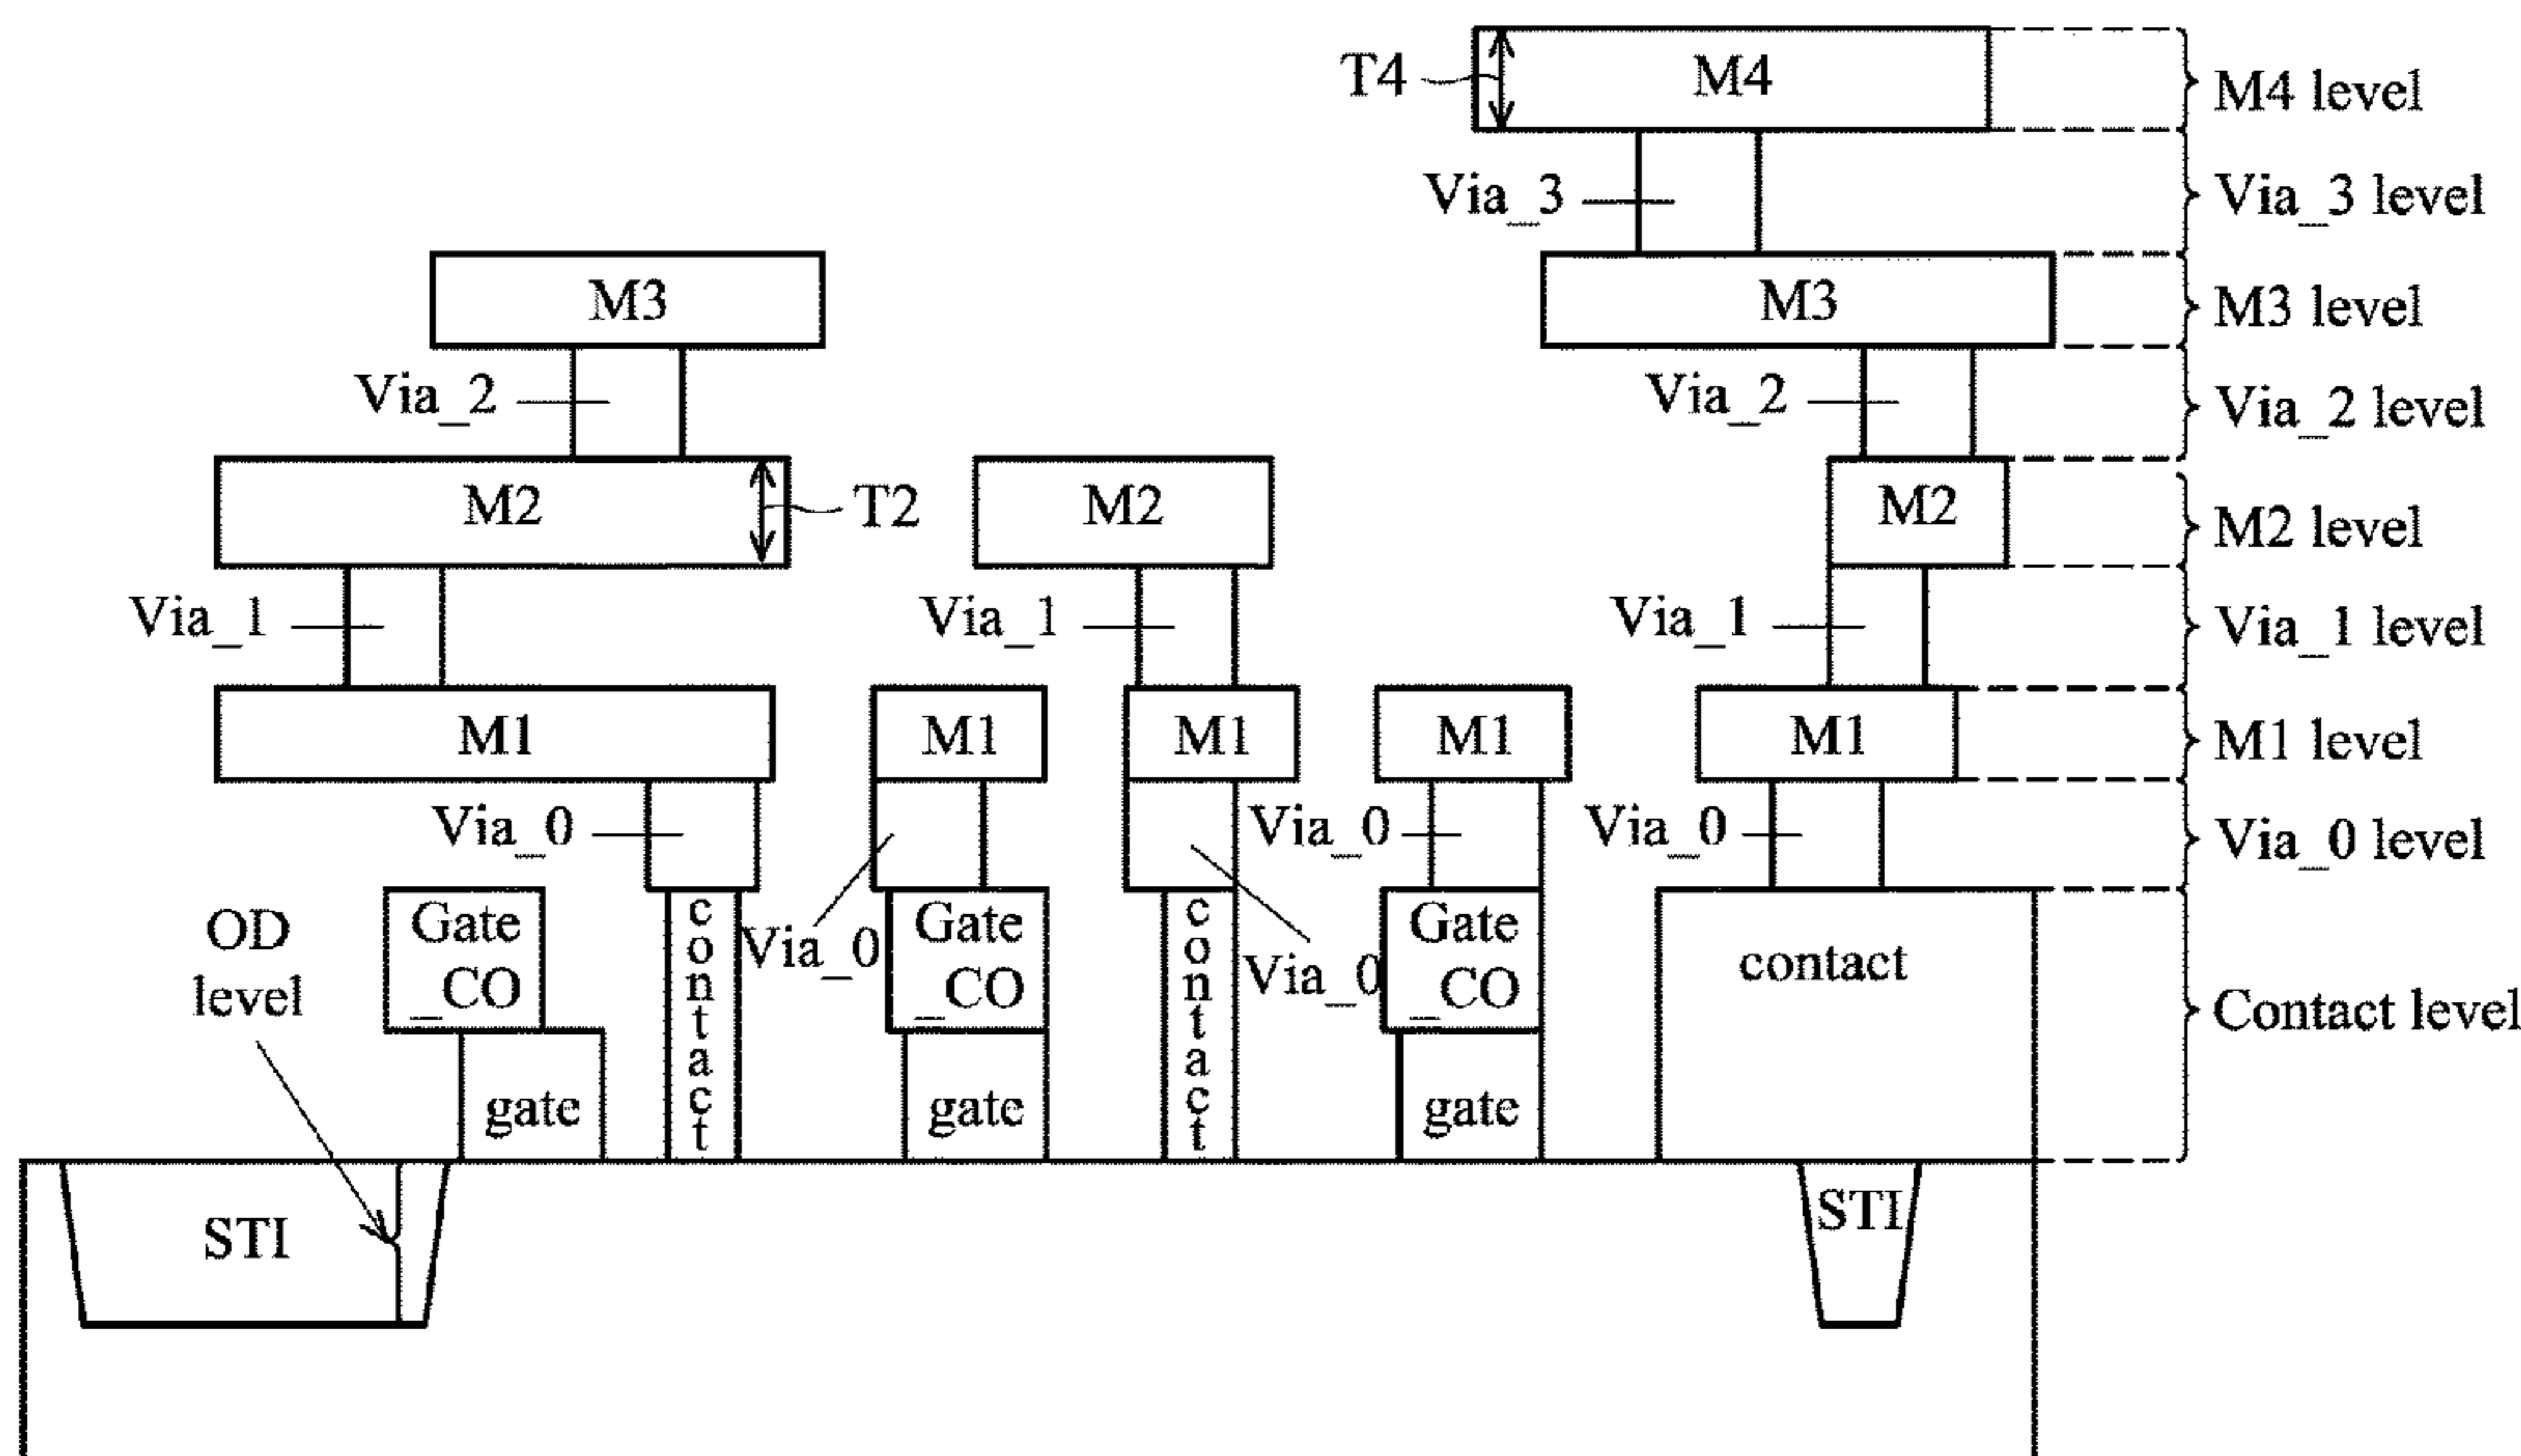 T4
M4
M4 level
Via_3
Via_3 level
M3
M3
M3 level
Via_2
Via_2
Via_2 level
M2
T2
M2
M2
M2 level
Via_1
Via_1
Via_1
Via_1 level
M1
M1
M1
M1
M1
M1 level
Via_0
Via_0
Via_0
Via_0 level
Via_0
Via_0
OD
level
Gate
_CO
contact
Gate
_CO
contact
Gate
_CO
contact
Contact level
gate
gate
gate
STI
STI